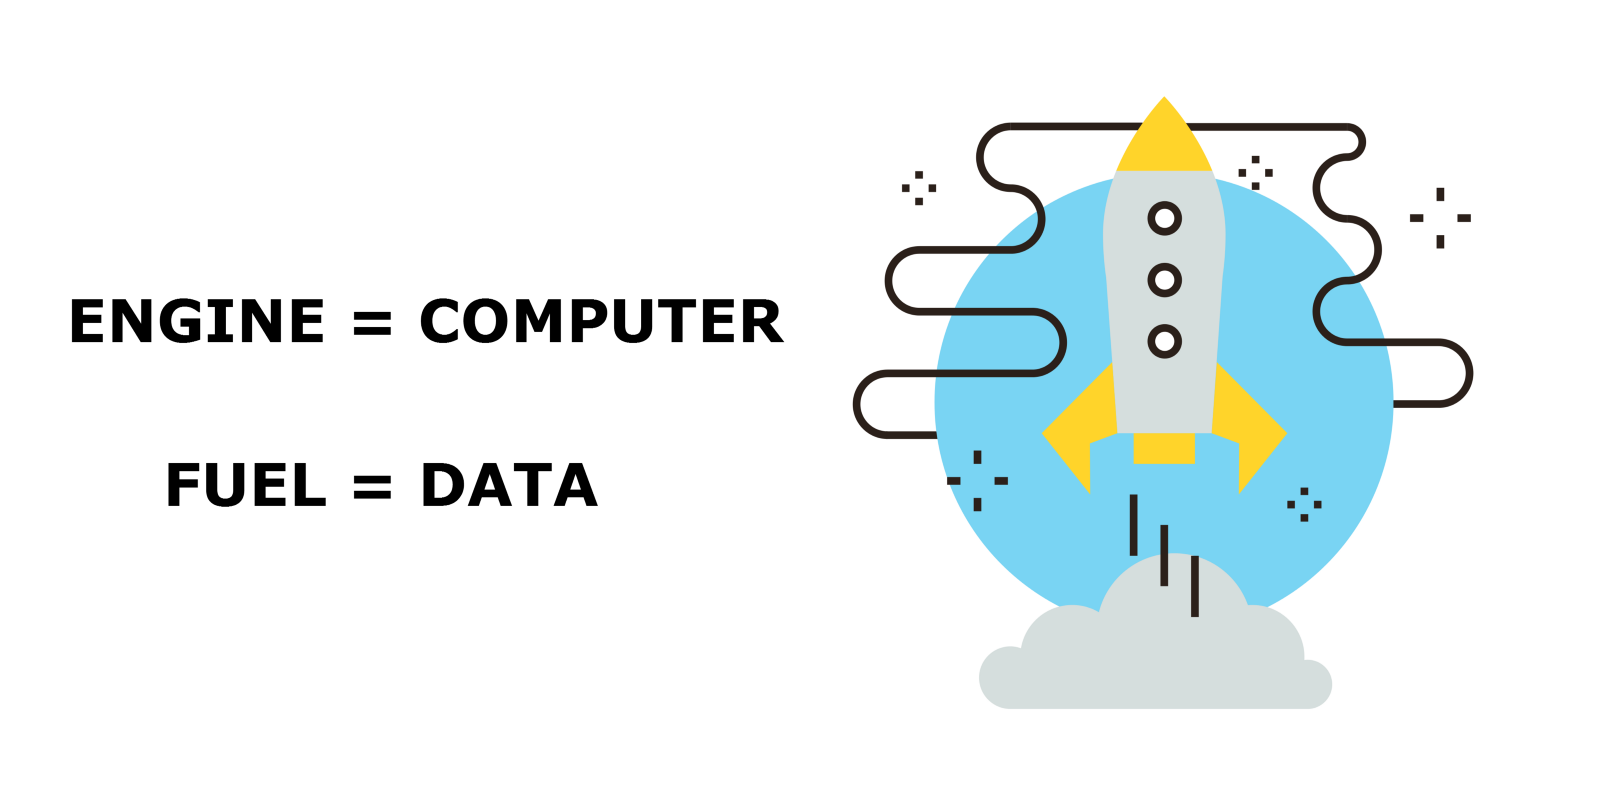 ENGINE = COMPUTER
FUEL = DATA